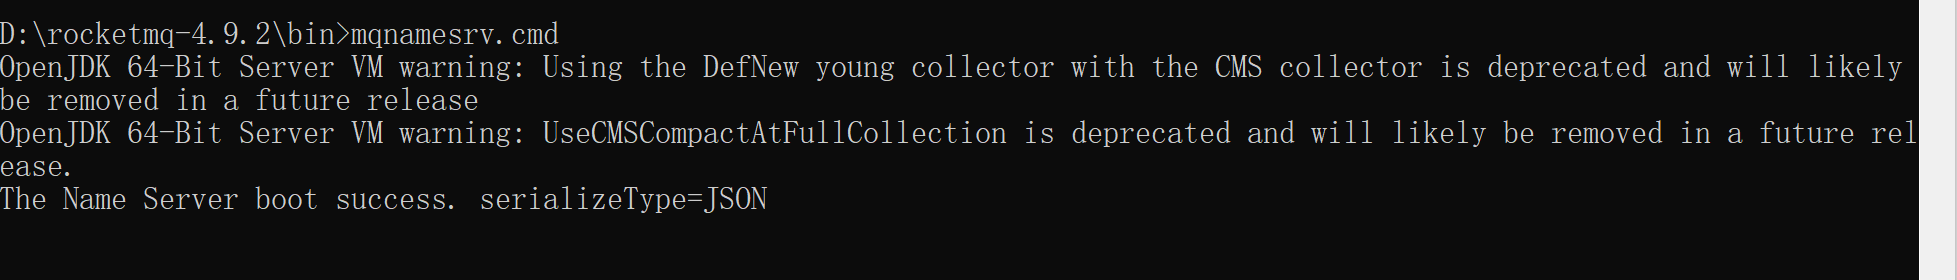 D:\rocketmq-4.9.2\bin>mqnamesrv.cmd
OpenJDK 64-Bit Server VM warning: Using the DefNew young collector with the CMS collector is deprecated and will likely
be removed in a future release
OpenJDK 64-Bit Server VM warning: UseCMSCompactAtFullCollection is deprecated and will likely be removed in a future rel
ease.
The Name Server boot success. serializeType=JSON